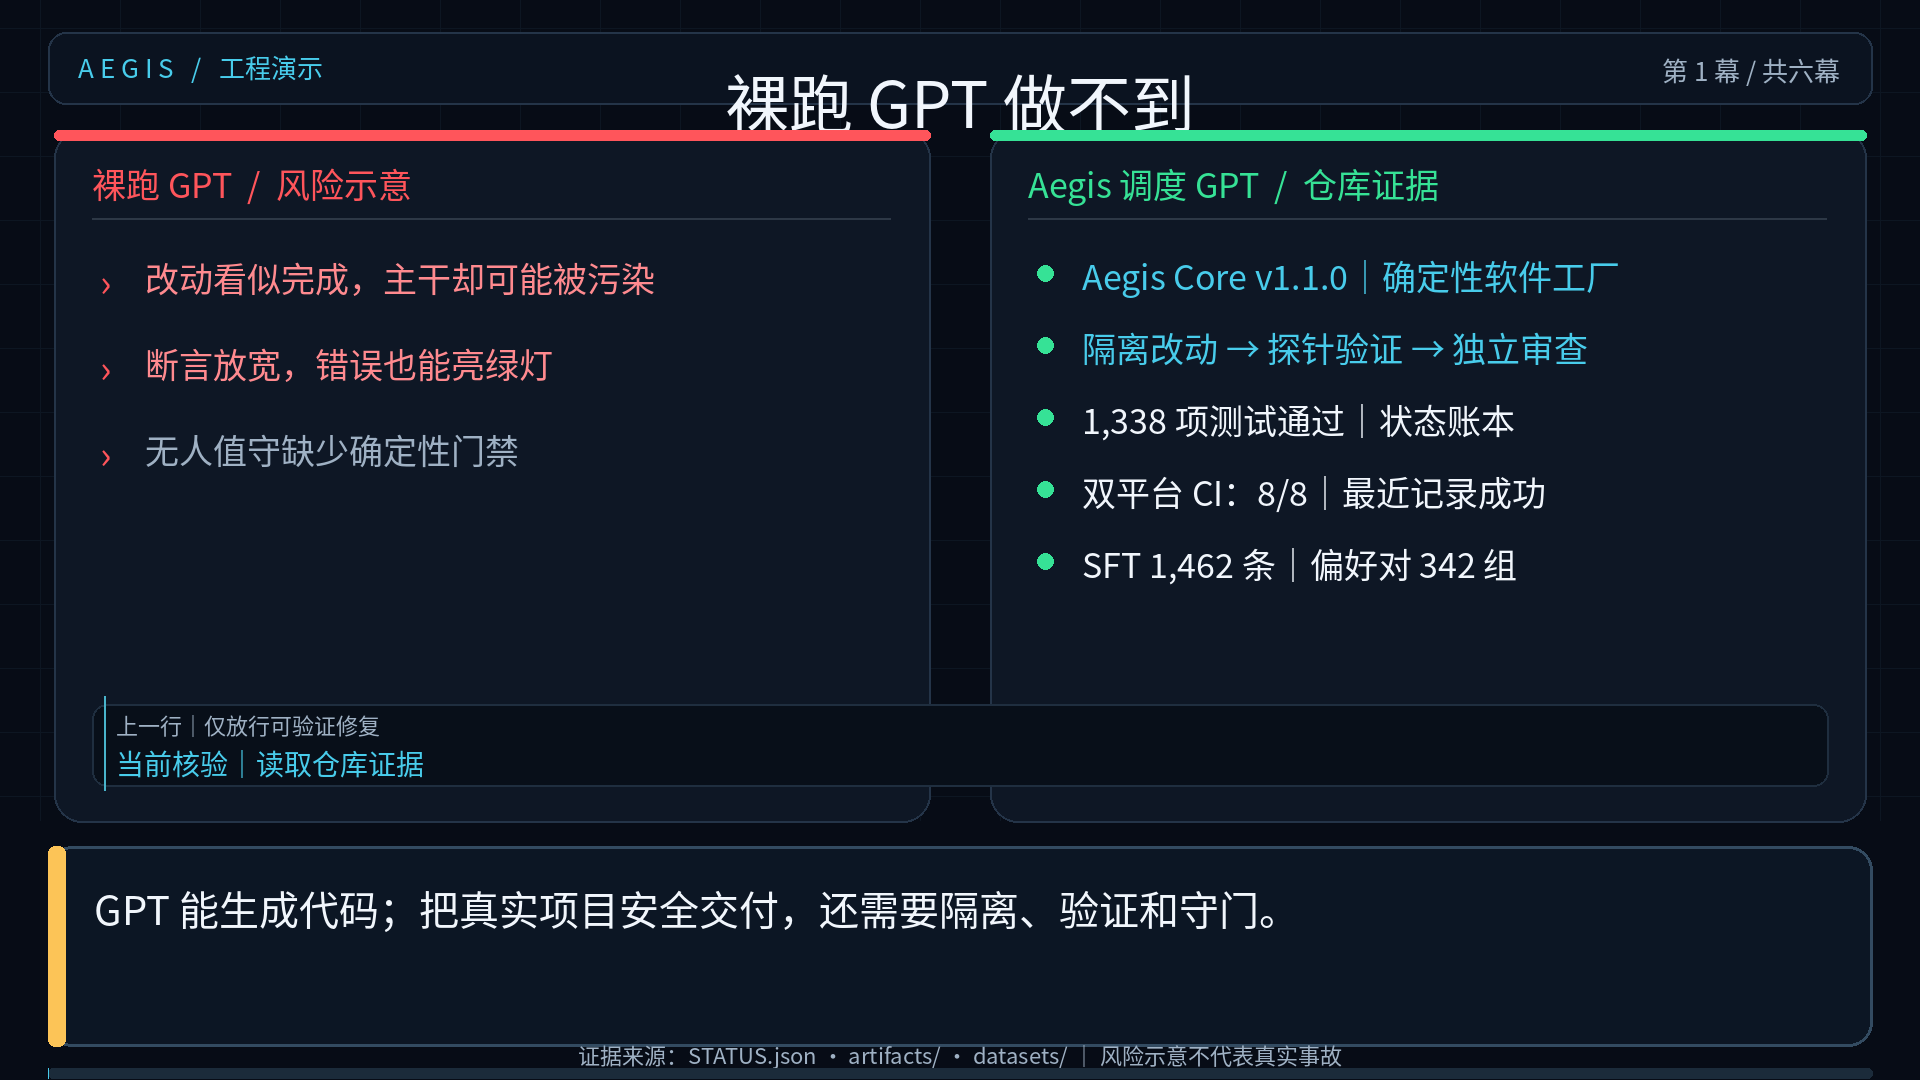 AEGIS / 工程演示
第 1 幕 / 共六幕
裸跑 GPT 做不到
裸跑 GPT / 风险示意
› 改动看似完成，主干却可能被污染
› 断言放宽，错误也能亮绿灯
› 无人值守缺少确定性门禁
Aegis 调度 GPT / 仓库证据
● Aegis Core v1.1.0｜确定性软件工厂
● 隔离改动 → 探针验证 → 独立审查
● 1,338 项测试通过｜状态账本
● 双平台 CI：8/8｜最近记录成功
● SFT 1,462 条｜偏好对 342 组
上一行｜仅放行可验证修复
当前核验｜读取仓库证据
GPT 能生成代码；把真实项目安全交付，还需要隔离、验证和守门。
证据来源：STATUS.json • artifacts/ • datasets/ ｜ 风险示意不代表真实事故